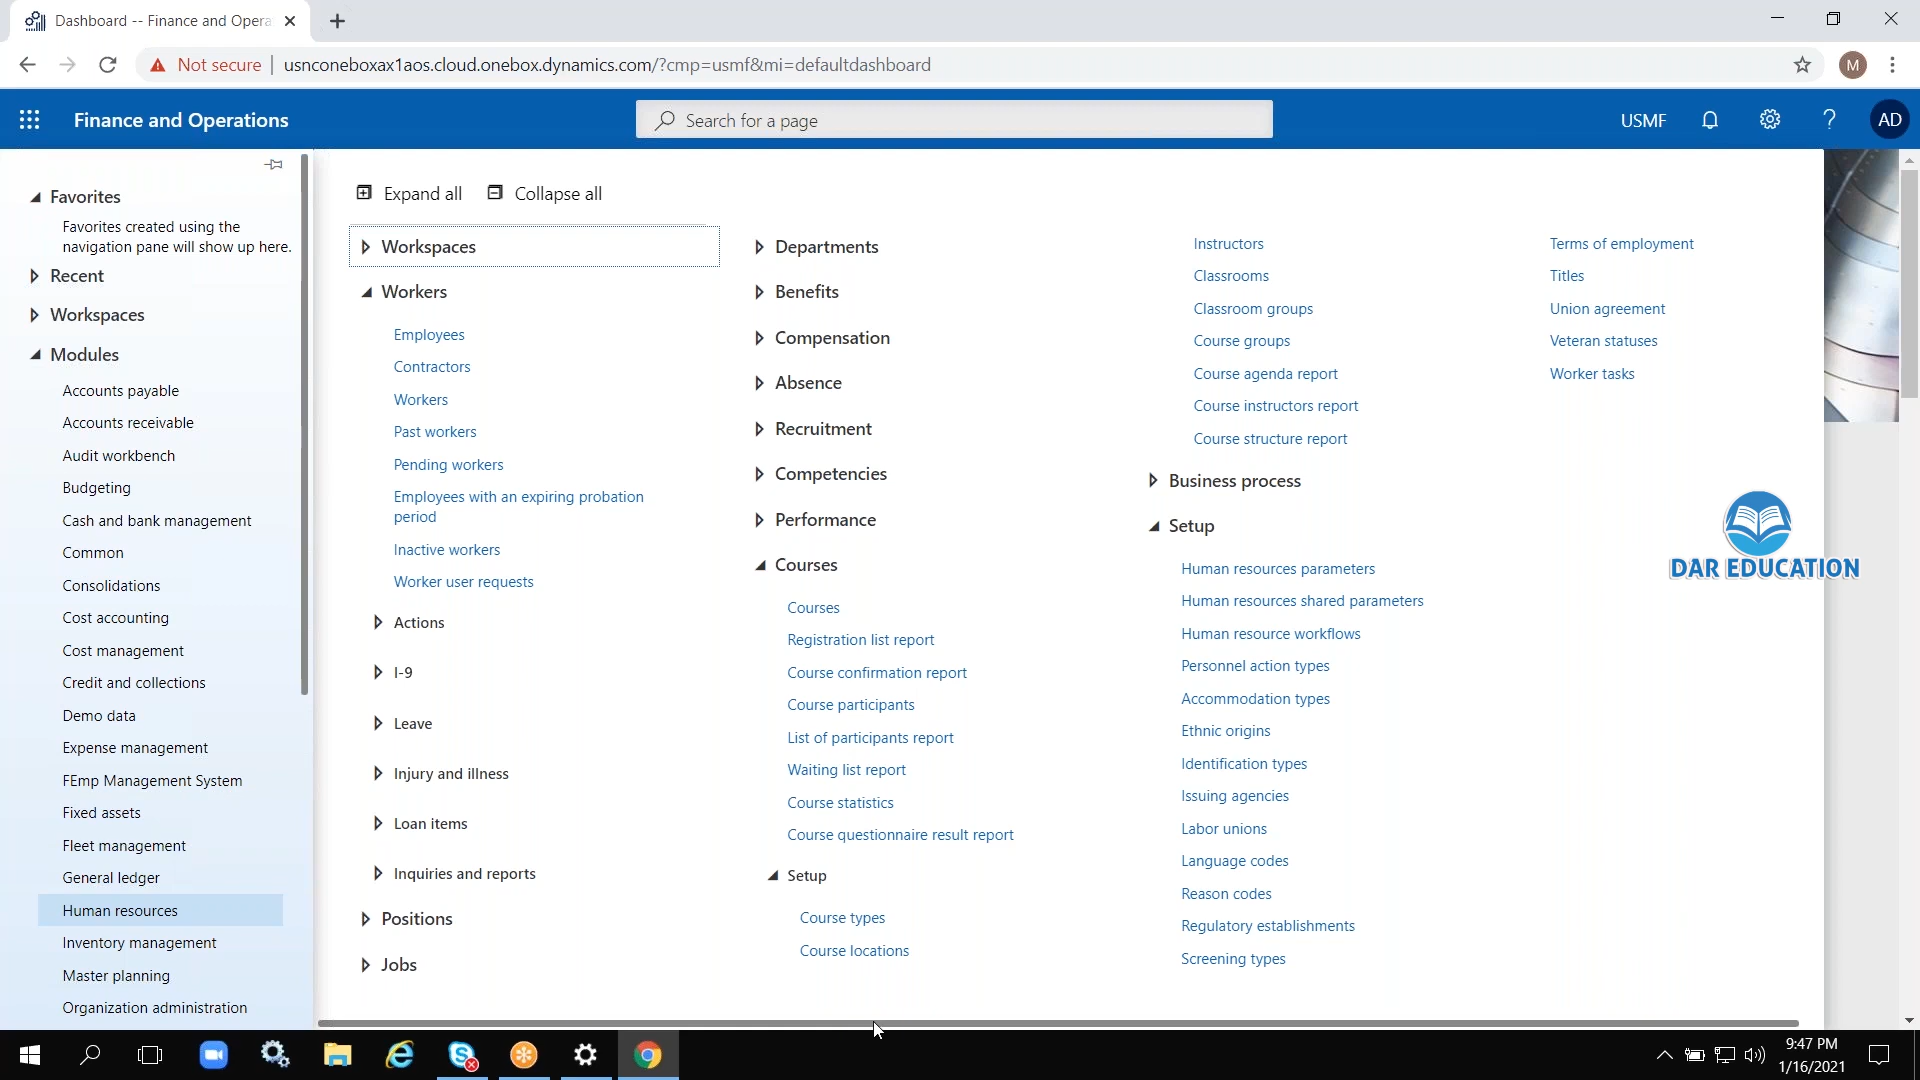 Dashboard -- Finance and Opera
Not secure
usnconeboxax1aos.cloud.onebox.dynamics.com/?cmp=usmf&mi=defaultdashboard
M
Finance and Operations
Search for a page
USMF
?
AD
Favorites
Favorites created using the
navigation pane will show up here.
Recent
Workspaces
Modules
Accounts payable
Accounts receivable
Audit workbench
Budgeting
Cash and bank management
Common
Consolidations
Cost accounting
Cost management
Credit and collections
Demo data
Expense management
FEmp Management System
Fixed assets
Fleet management
General ledger
Human resources
Inventory management
Master planning
Organization administration
Expand all
Collapse all
Workspaces
Workers
Employees
Contractors
Workers
Past workers
Pending workers
Employees with an expiring probation
period
Inactive workers
Worker user requests
Actions
I-9
Leave
Injury and illness
Loan items
Inquiries and reports
Positions
Jobs
Departments
Benefits
Compensation
Absence
Recruitment
Competencies
Performance
Courses
Courses
Registration list report
Course confirmation report
Course participants
List of participants report
Waiting list report
Course statistics
Course questionnaire result report
Setup
Course types
Course locations
Instructors
Classrooms
Classroom groups
Course groups
Course agenda report
Course instructors report
Course structure report
Business process
Setup
Human resources parameters
Human resources shared parameters
Human resource workflows
Personnel action types
Accommodation types
Ethnic origins
Identification types
Issuing agencies
Labor unions
Language codes
Reason codes
Regulatory establishments
Screening types
Terms of employment
Titles
Union agreement
Veteran statuses
Worker tasks
DAR EDUCATION
9:47 PM
1/16/2021